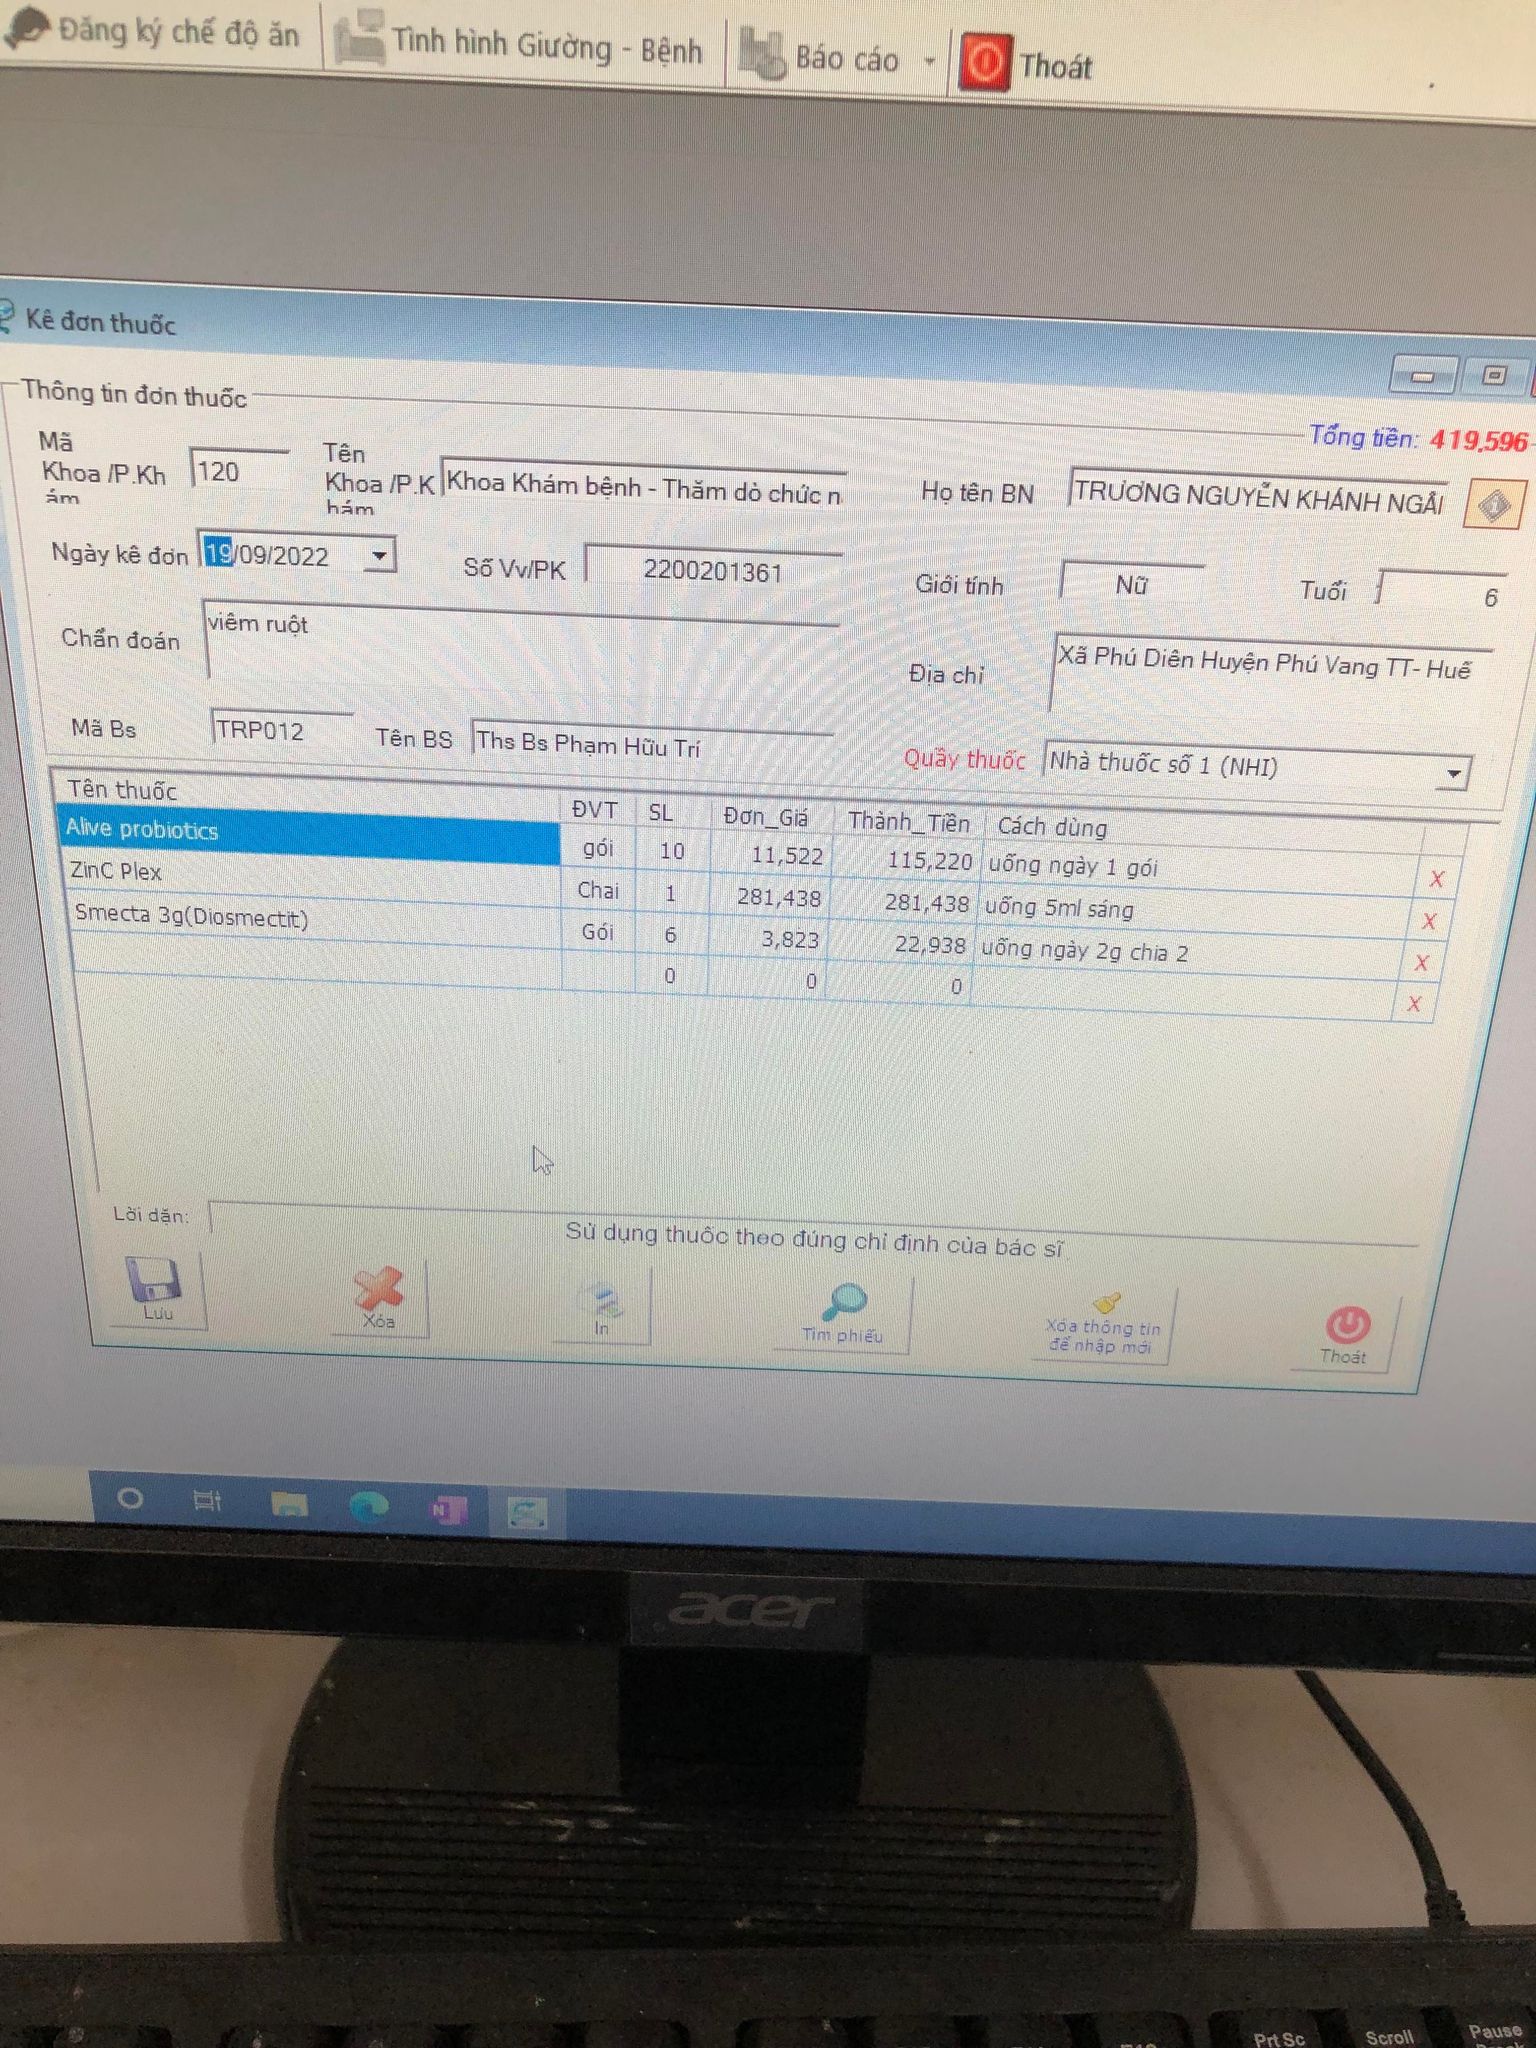 Đăng ký chế độ ăn
Tình hình Giường - Bệnh
Báo cáo
Thoát
Kê đơn thuốc
Thông tin đơn thuốc
Tổng tiền: 419,596
Mã Khoa /P.Kh ám
120
Tên Khoa /P.K hám
Khoa Khám bệnh - Thăm dò chức n
Họ tên BN
TRƯƠNG NGUYỄN KHÁNH NGÂI
Ngày kê đơn
19/09/2022
Số Vv/PK
2200201361
Giới tính
Nữ
Tuổi
6
Chẩn đoán
viêm ruột
Địa chỉ
Xã Phú Diên Huyện Phú Vang TT- Huế
Mã Bs
TRP012
Tên BS
Ths Bs Phạm Hữu Trí
Quầy thuốc
Nhà thuốc số 1 (NHI)
Tên thuốc ĐVT SL Đơn_Giá Thành_Tiền Cách dùng
Alive probiotics gói 10 11,522 115,220 uống ngày 1 gói X
ZinC Plex Chai 1 281,438 281,438 uống 5ml sáng X
Smecta 3g(Diosmectit) Gói 6 3,823 22,938 uống ngày 2g chia 2 X
0 0 0 X
Lời dặn:
Sử dụng thuốc theo đúng chỉ định của bác sĩ
Lưu
Xóa
In
Tìm phiếu
Xóa thông tin
để nhập mới
Thoát
acer
Prt Sc
Scroll
Pause